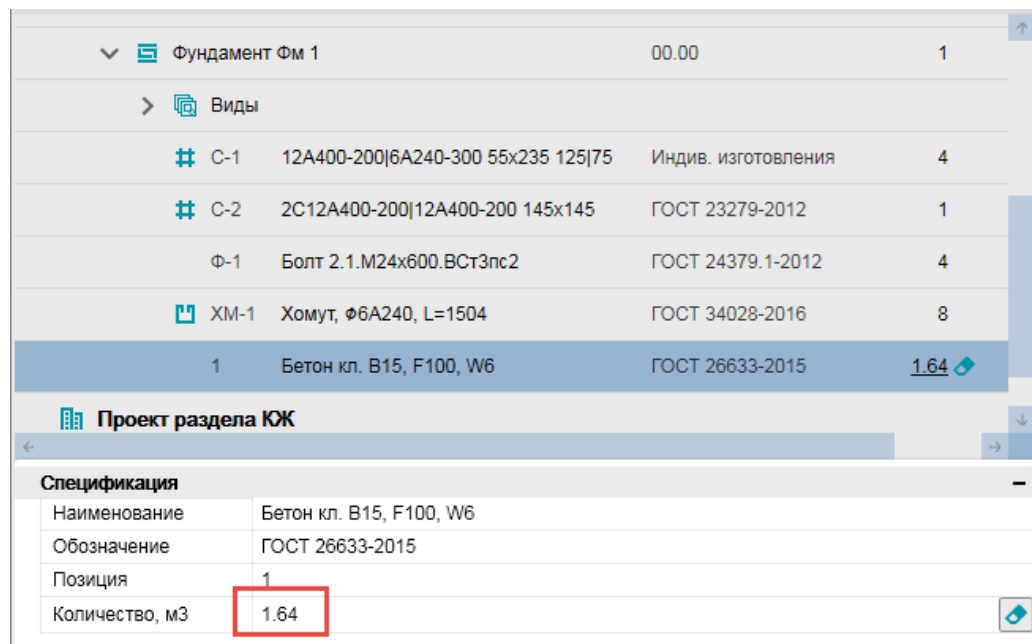 Фундамент Фм 1 00.00 1
Виды
С-1 12А400-200|6А240-300 55х235 125|75 Индив. изготовления 4
С-2 2С12А400-200|12А400-200 145х145 ГОСТ 23279-2012 1
Ф-1 Болт 2.1.М24х600.ВСт3пс2 ГОСТ 24379.1-2012 4
ХМ-1 Хомут, Ф6А240, L=1504 ГОСТ 34028-2016 8
1 Бетон кл. В15, F100, W6 ГОСТ 26633-2015 1.64
Проект раздела КЖ
Спецификация
Наименование Бетон кл. В15, F100, W6
Обозначение ГОСТ 26633-2015
Позиция 1
Количество, м3 1.64